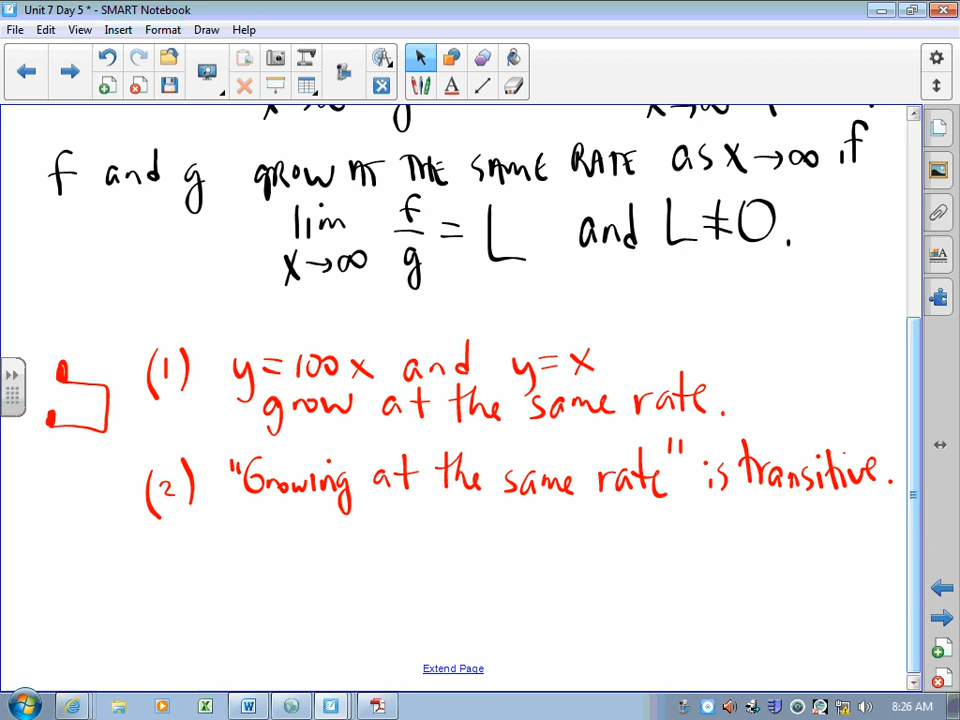 Unit 7 Day 5 * - SMART Notebook
File Edit View Insert Format Draw Help
f and g GROW AT THE SAME RATE as x→∞ if
lim f/g = L and L≠0.
x→∞
(1) y=100x and y=x
grow at the same rate.
(2) "Growing at the same rate" is transitive.
Extend Page
8:26 AM